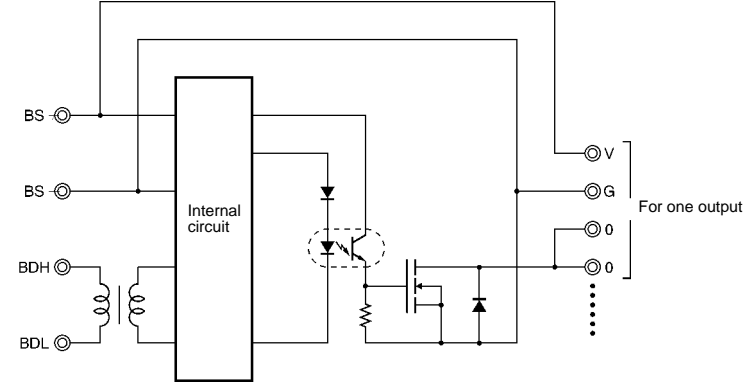 BS
BS
BDH
BDL
Internal
circuit
V
G
0
0
For one output